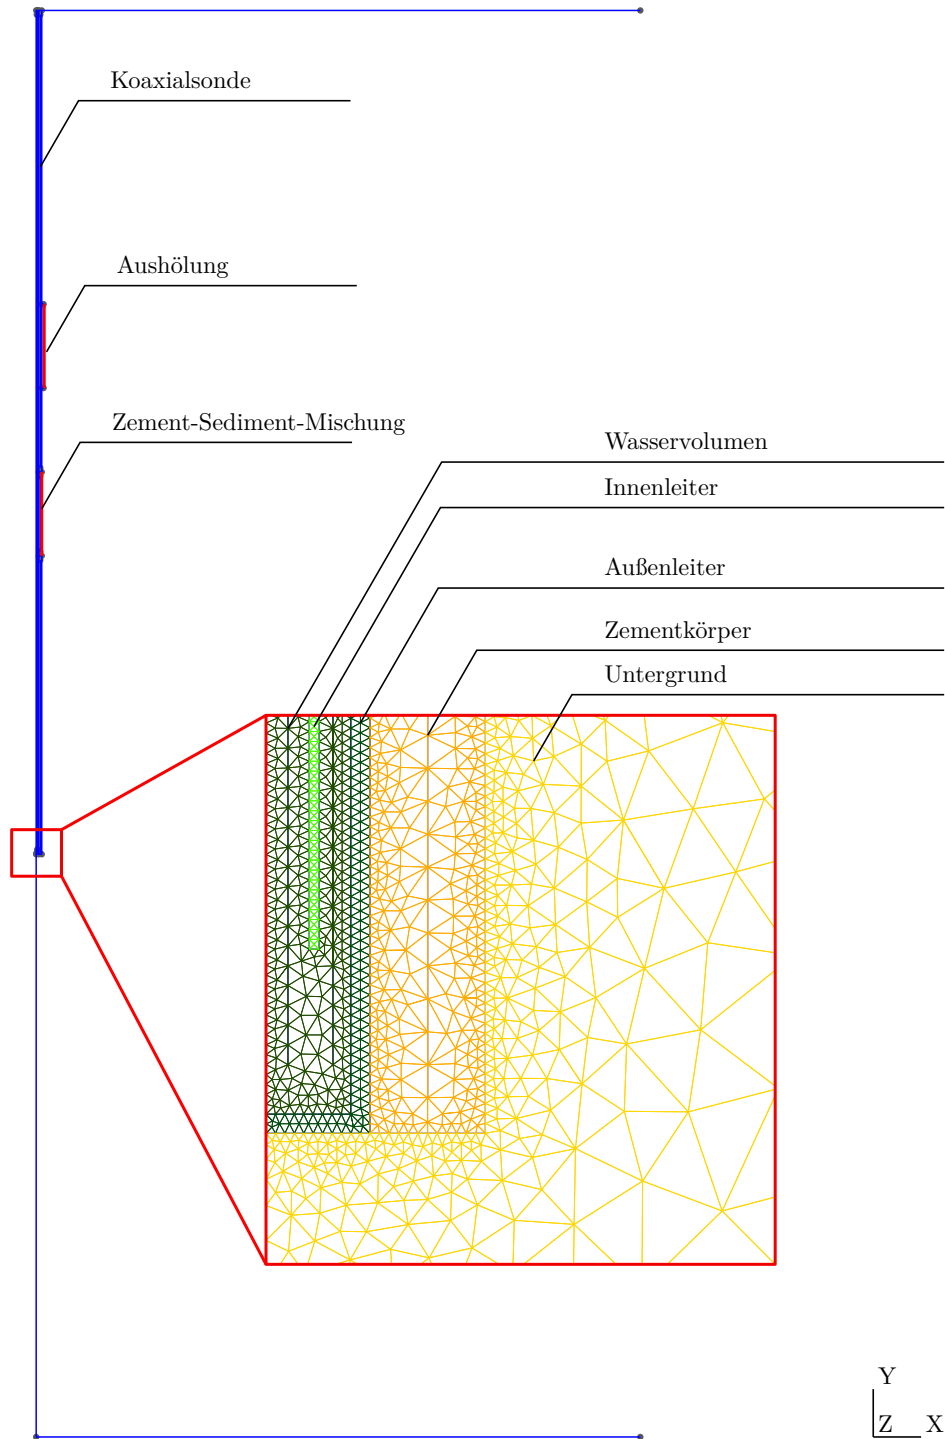 Koaxialsonde
Aushölung
Zement-Sediment-Mischung
Wasservolumen
Innenleiter
Außenleiter
Zementkörper
Untergrund
Y
Z X